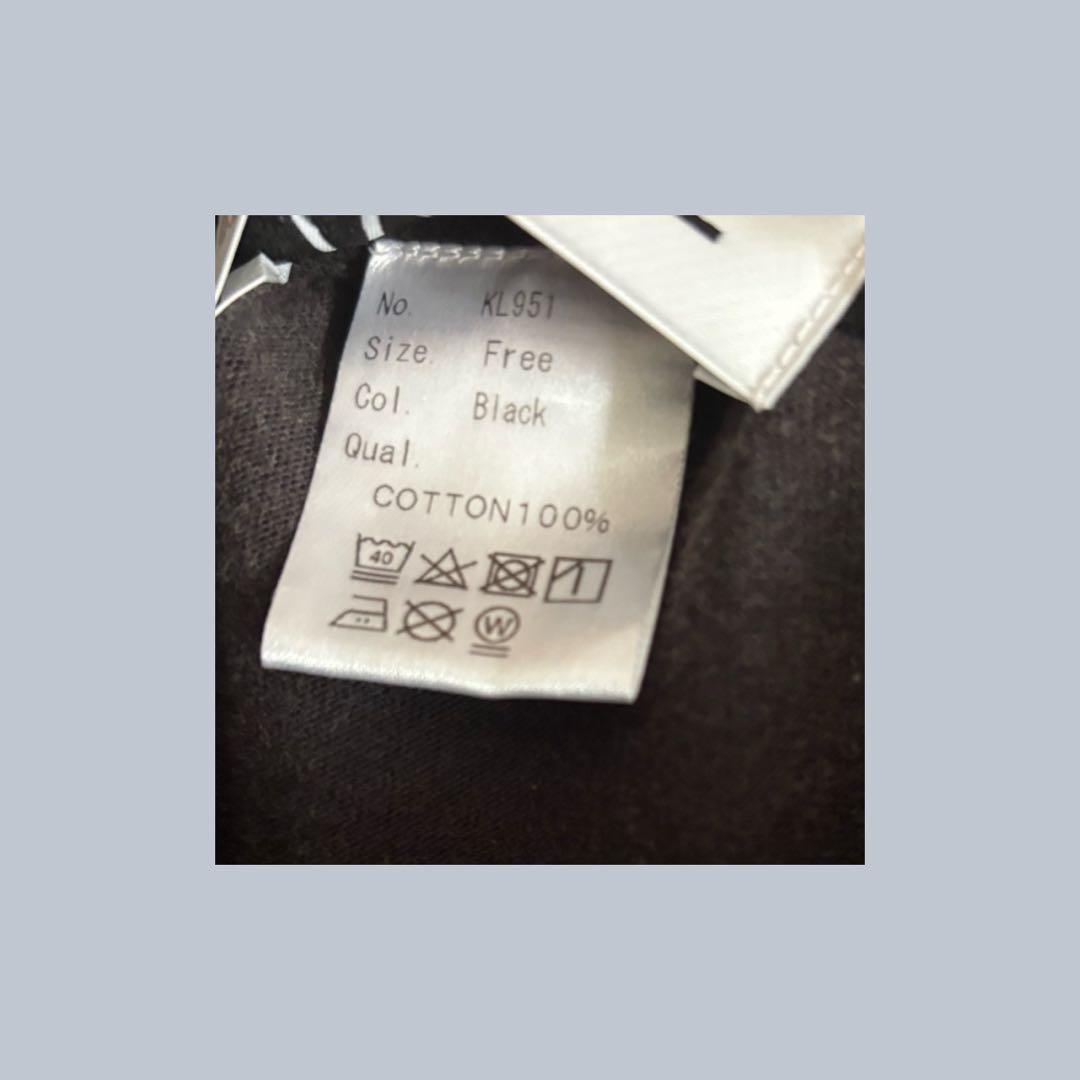 No. KL951
Size. Free
Col. Black
Qual.
COTTON100%
40
W